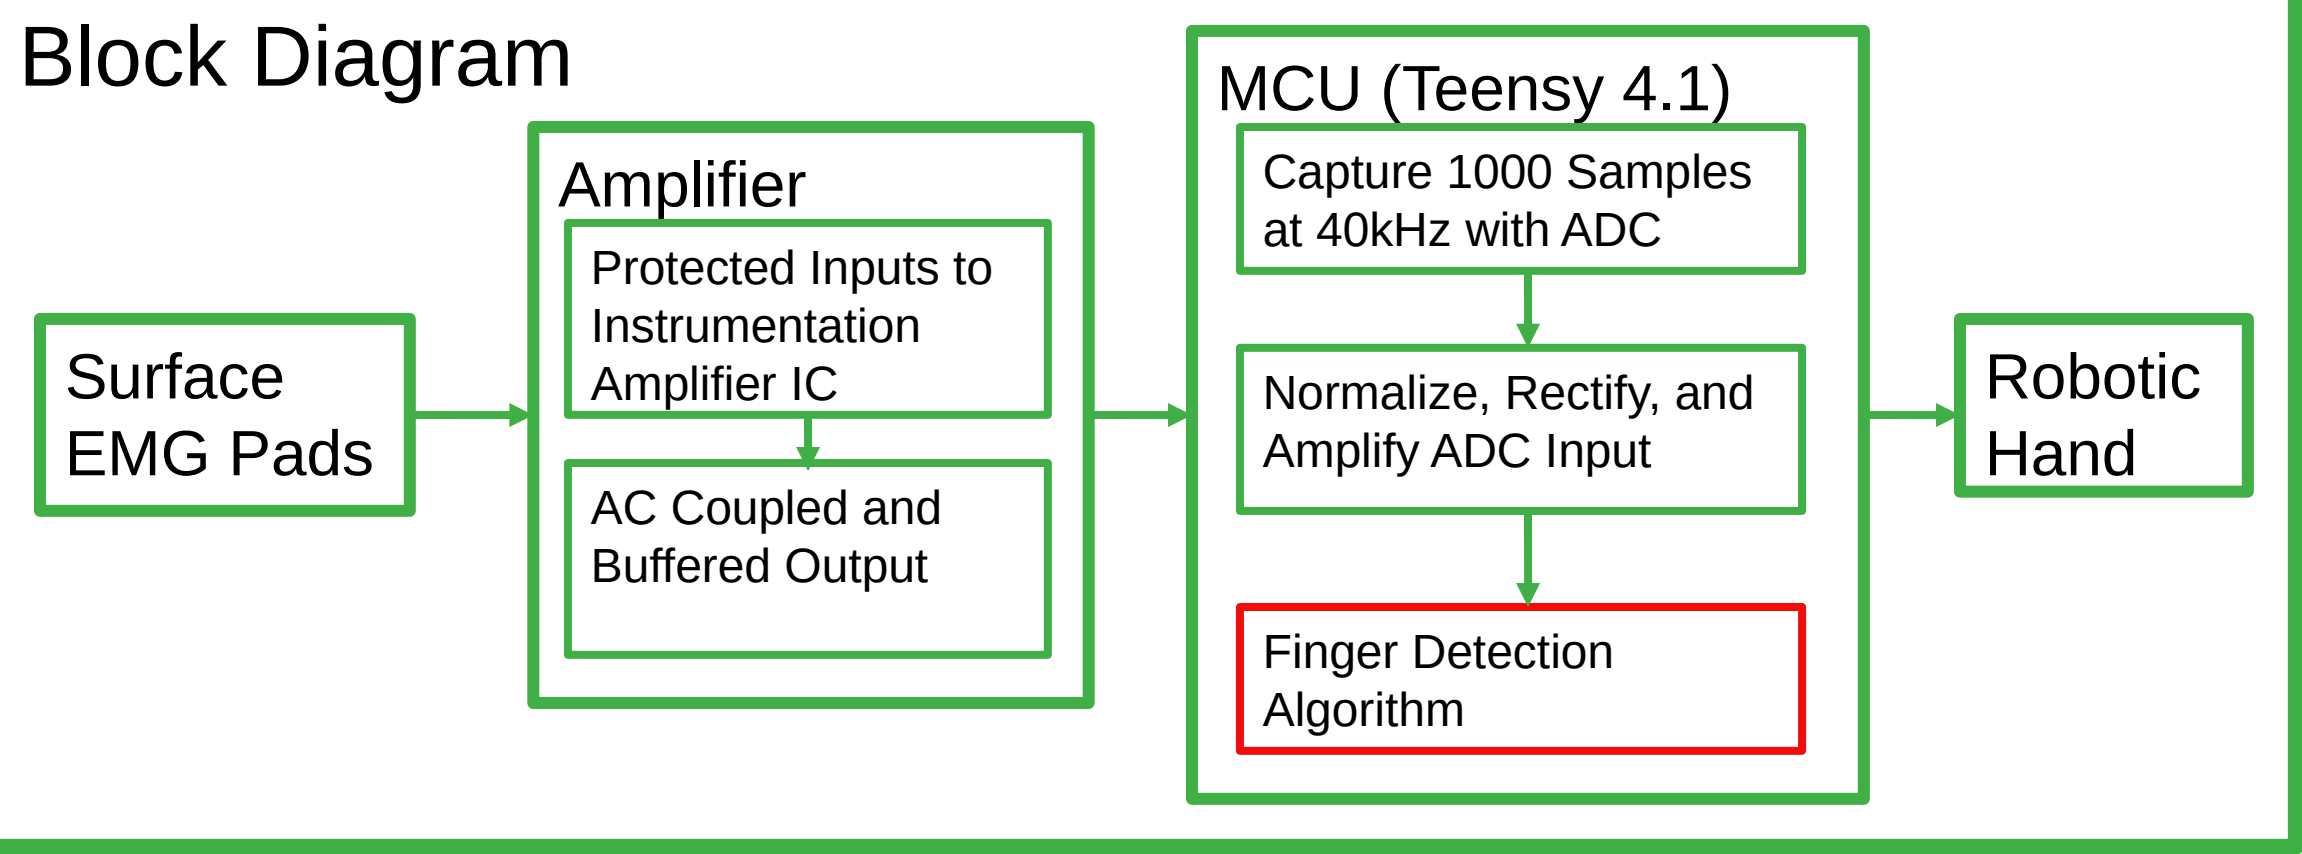 Block Diagram
Surface
EMG Pads
Amplifier
Protected Inputs to
Instrumentation
Amplifier IC
AC Coupled and
Buffered Output
MCU (Teensy 4.1)
Capture 1000 Samples
at 40kHz with ADC
Normalize, Rectify, and
Amplify ADC Input
Finger Detection
Algorithm
Robotic
Hand